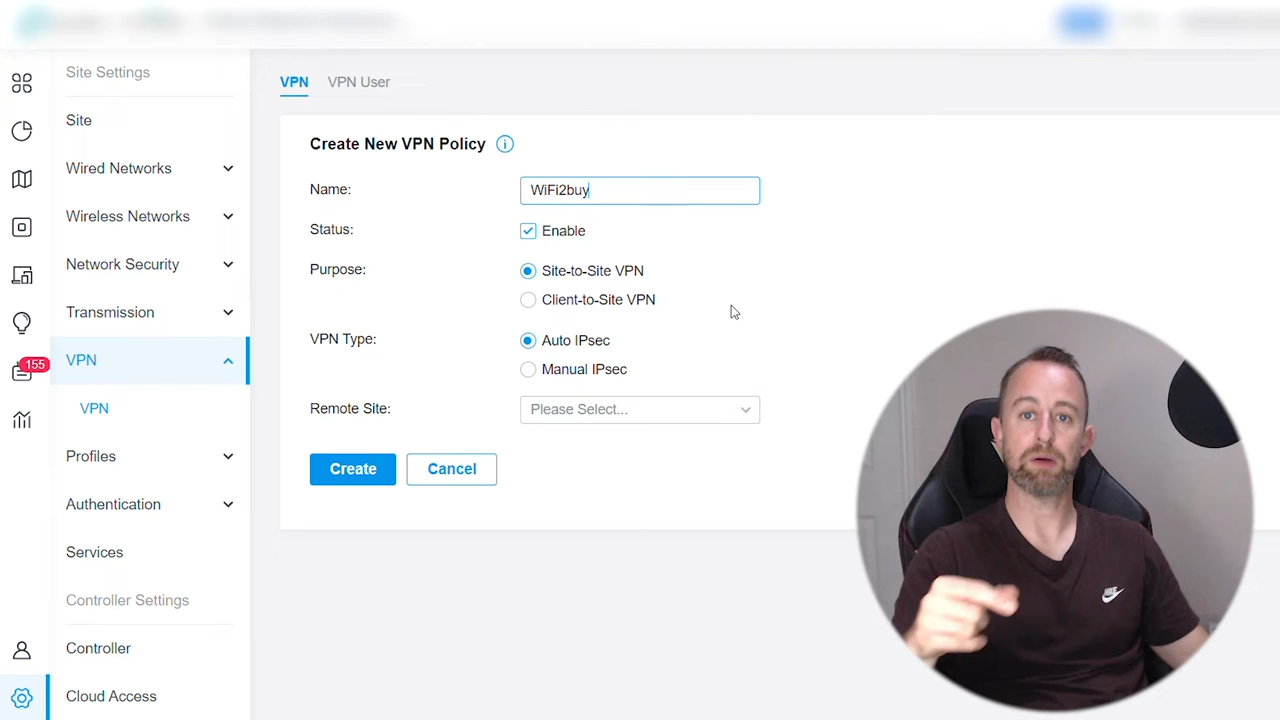 Site Settings
Site
Wired Networks
Wireless Networks
Network Security
Transmission
VPN
VPN
Profiles
Authentication
Services
Controller Settings
Controller
Cloud Access
155
VPN VPN User
Create New VPN Policy
Name: WiFi2buy
Status: Enable
Purpose: Site-to-Site VPN
Client-to-Site VPN
VPN Type: Auto IPsec
Manual IPsec
Remote Site: Please Select...
Create Cancel